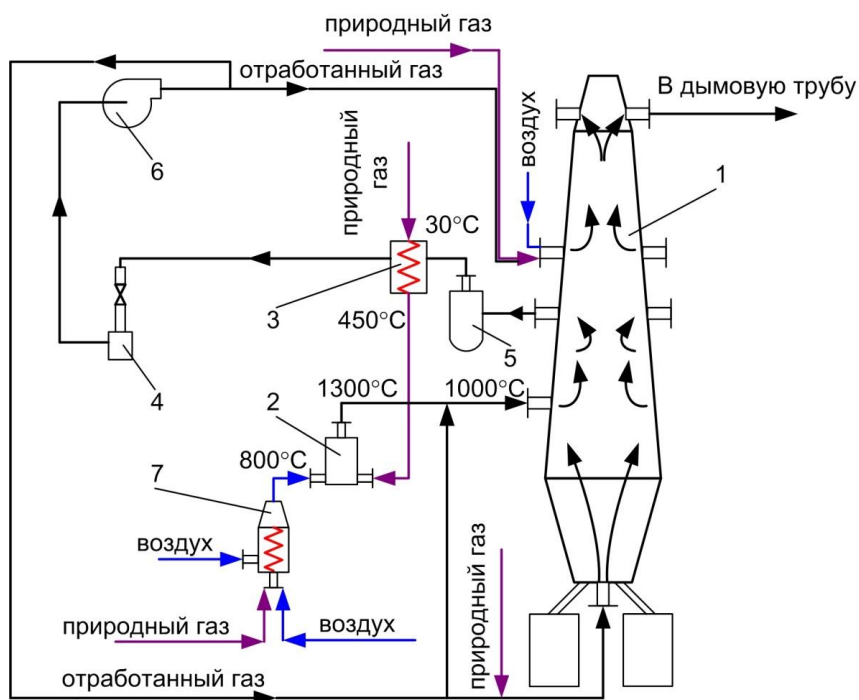 природный газ
отработанный газ
В дымовую трубу
6
природный
газ
воздух
1
30°C
3
450°C
5
4
1300°C
1000°C
2
800°C
7
воздух
природный газ
воздух
природный газ
отработанный газ